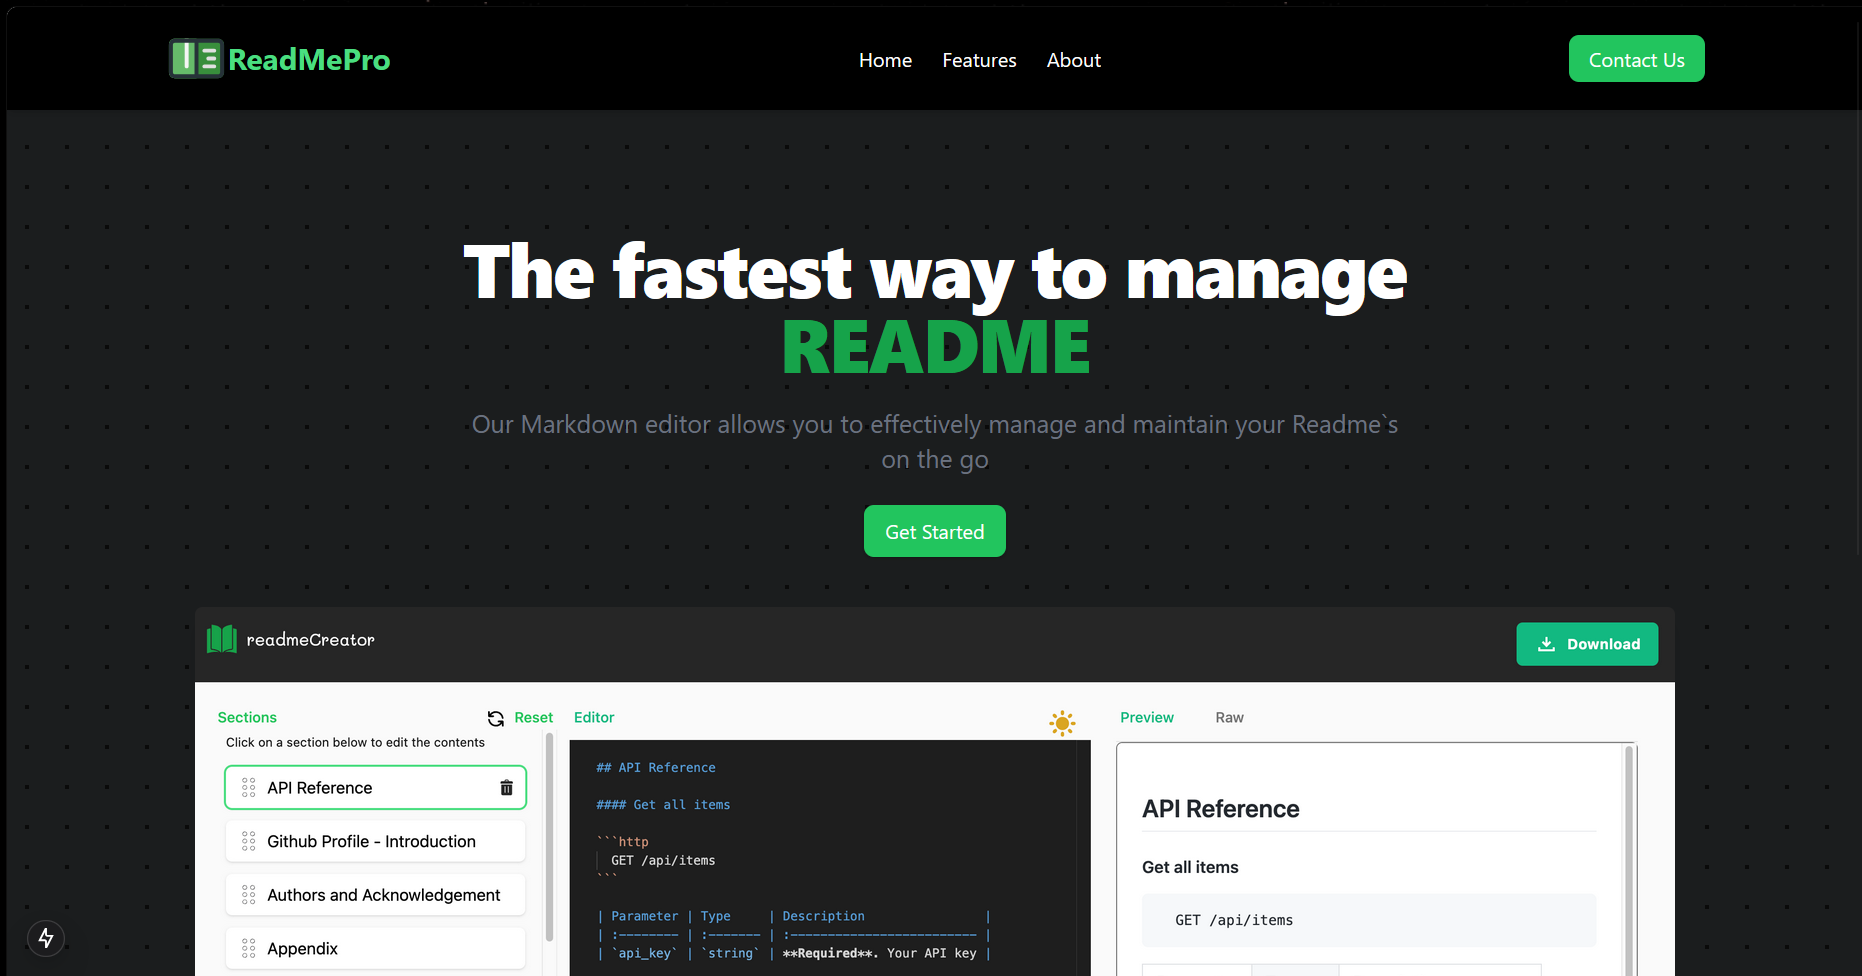 ReadMePro
Home Features About
Contact Us
The fastest way to manage
README
Our Markdown editor allows you to effectively manage and maintain your Readme`s
on the go
Get Started
readmeCreator
Download
Sections
Reset
Click on a section below to edit the contents
API Reference
Github Profile - Introduction
Authors and Acknowledgement
Appendix
Editor
## API Reference
#### Get all items
```http
GET /api/items
```
| Parameter | Type     | Description                |
| :-------- | :------- | :------------------------- |
| `api_key` | `string` | **Required**. Your API key |
Preview Raw
API Reference
Get all items
GET /api/items